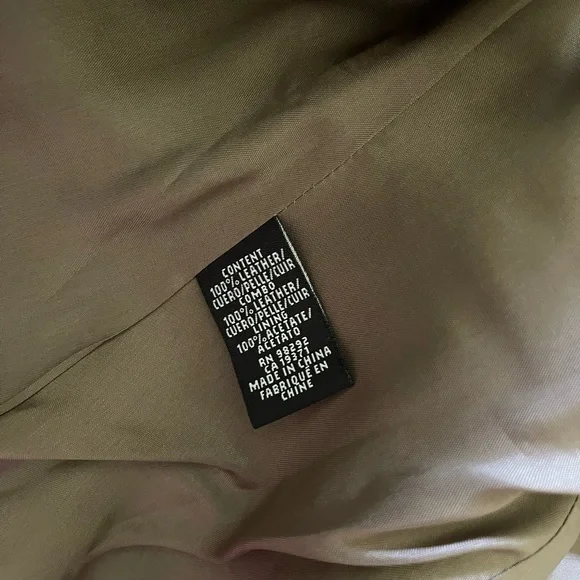 CONTENT
100% LEATHER/
CUERO/PELLE/CUIR
COMBO
100% LEATHER/
CUERO/PELLE/CUIR
LINING
100% ACETATE/
ACETATO
RN 98292
CA 19371
MADE IN CHINA
FABRIQUE EN
CHINE